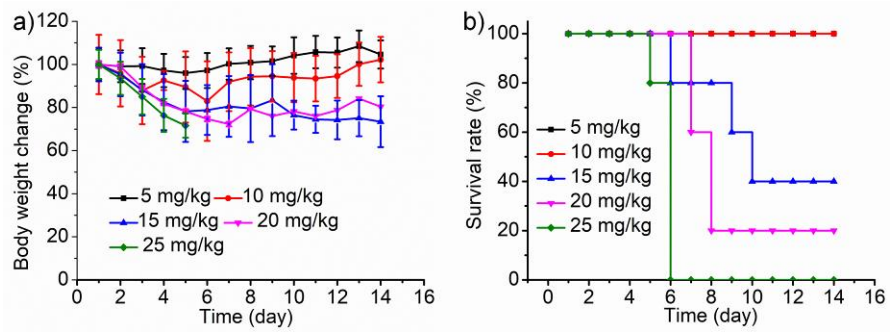 a)
120
100
80
60
40
20
0
Body weight change (%)
5 mg/kg
10 mg/kg
15 mg/kg
20 mg/kg
25 mg/kg
0 2 4 6 8 10 12 14 16
Time (day)
b)
100
80
60
40
20
0
Survival rate (%)
5 mg/kg
10 mg/kg
15 mg/kg
20 mg/kg
25 mg/kg
0 2 4 6 8 10 12 14 16
Time (day)